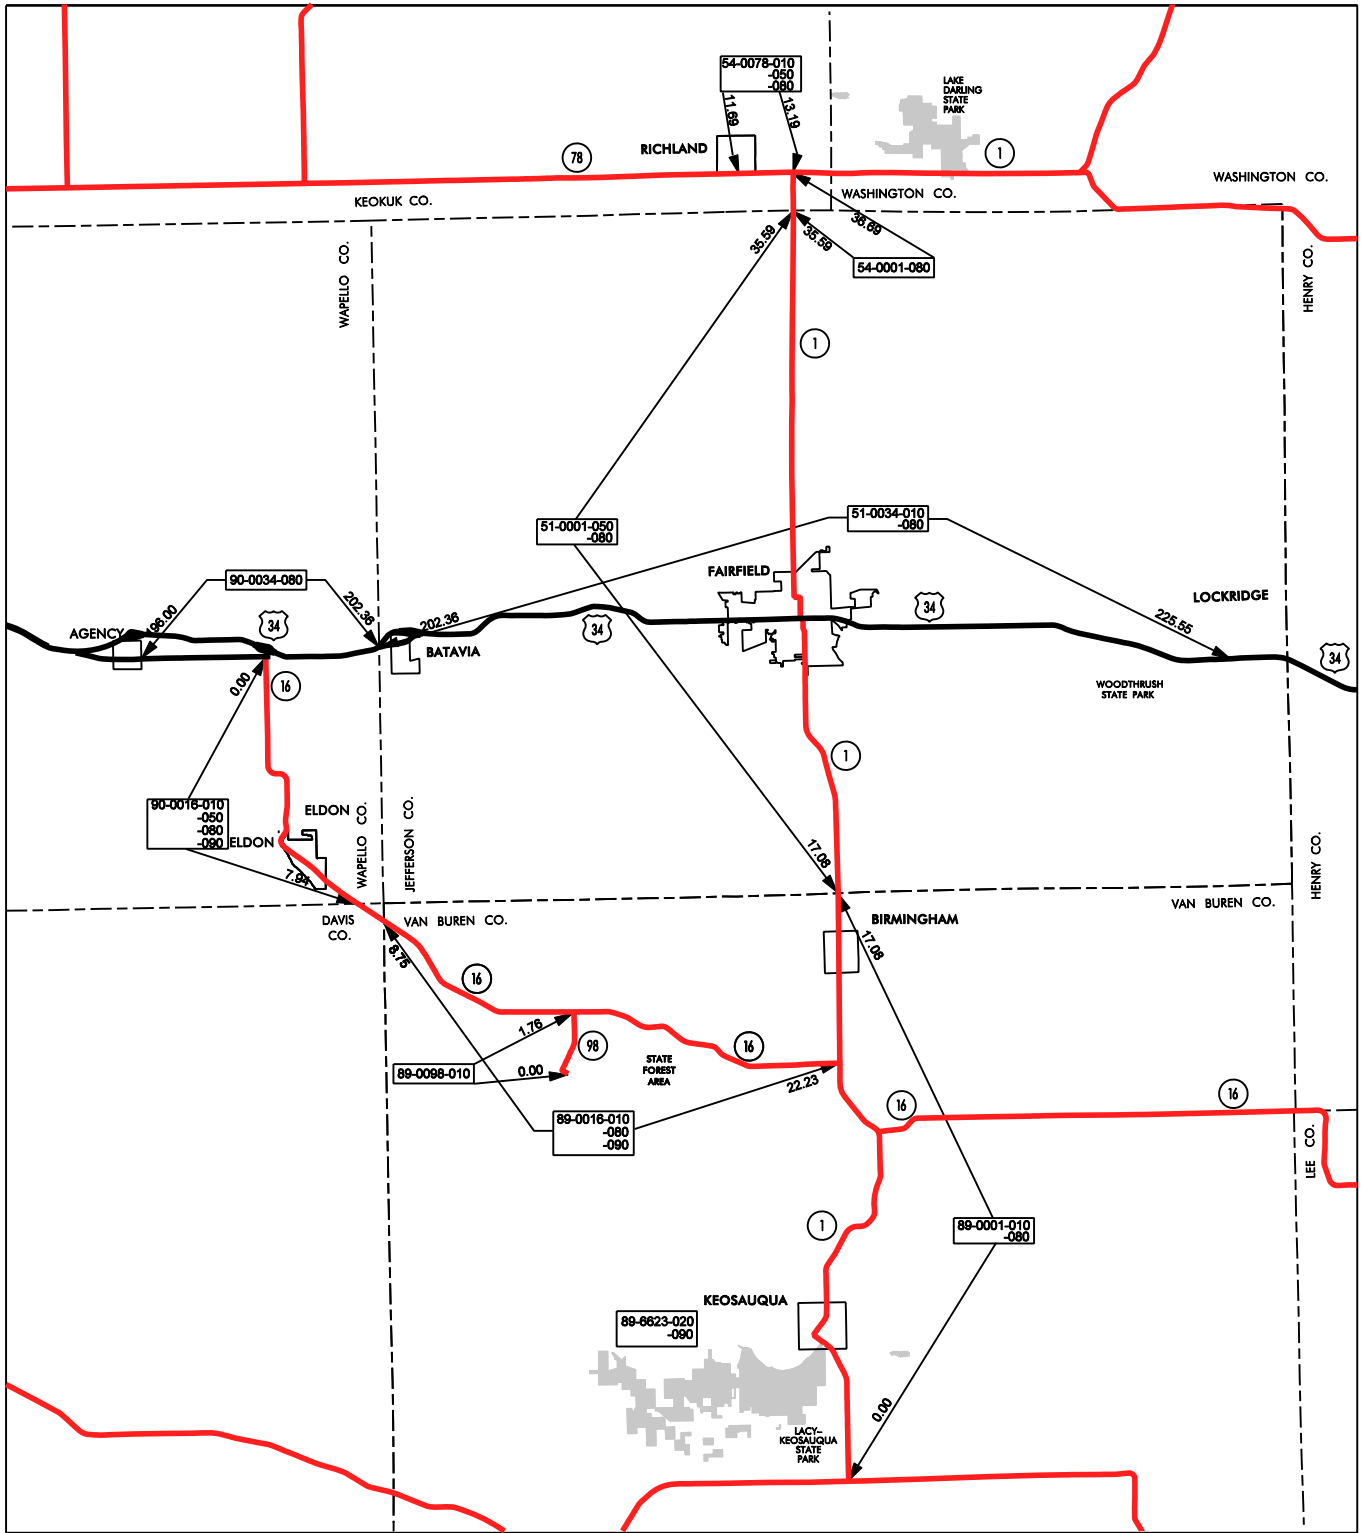 54-0078-010
-050
-080
LAKE
DARLING
STATE
PARK
11.69
13.19
RICHLAND
78
1
WASHINGTON CO.
KEOKUK CO.
WASHINGTON CO.
36.69
35.59
35.59
54-0001-080
WAPELLO CO.
HENRY CO.
1
51-0001-050
-080
51-0034-010
-080
FAIRFIELD
90-0034-080
LOCKRIDGE
196.00
202.36
202.36
225.55
AGENCY
34
34
34
34
BATAVIA
0.00
16
WOODTHRUSH
STATE PARK
1
90-0016-010
-050
-080
-090
ELDON
ELDON
WAPELLO CO.
JEFFERSON CO.
HENRY CO.
17.08
7.94
DAVIS
CO.
VAN BUREN CO.
BIRMINGHAM
VAN BUREN CO.
8.75
17.08
16
1.76
98
16
STATE
FOREST
AREA
89-0098-010
0.00
22.23
16
16
89-0016-010
-080
-090
LEE CO.
1
89-0001-010
-080
KEOSAUQUA
89-6623-020
-090
0.00
LACY-
KEOSAUQUA
STATE
PARK